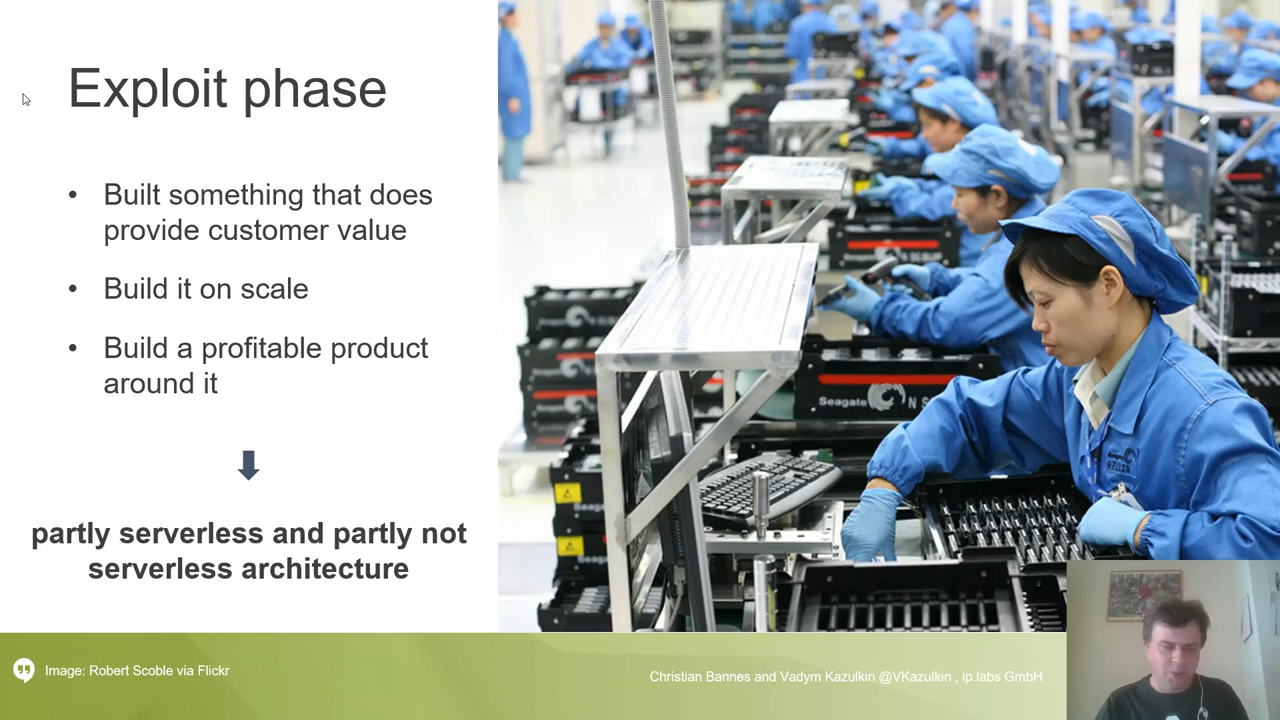 Exploit phase
• Built something that does
provide customer value
• Build it on scale
• Build a profitable product
around it
partly serverless and partly not
serverless architecture
Image: Robert Scoble via Flickr
Christian Bannes and Vadym Kazulkin @VKazulkin , ip.labs GmbH
Seagate
Seagate